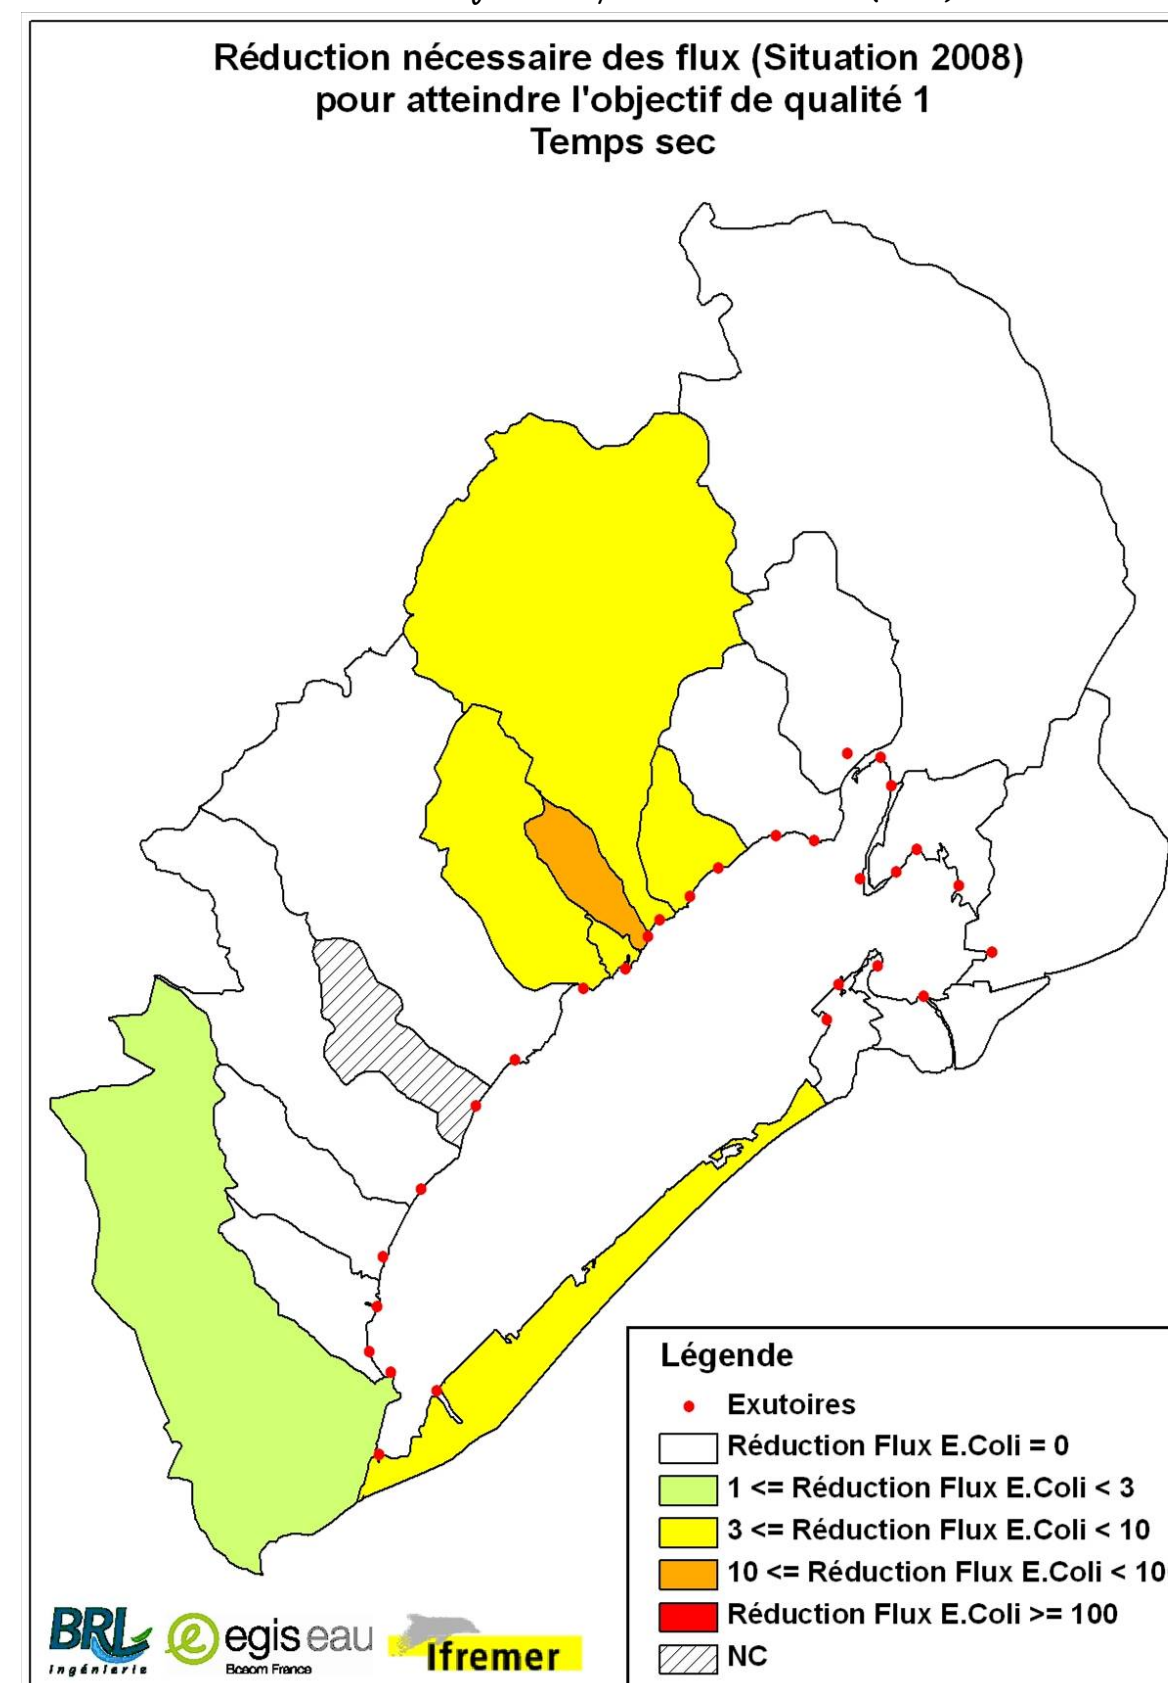 Réduction nécessaire des flux (Situation 2008)
pour atteindre l'objectif de qualité 1
Temps sec
Légende
Exutoires
Réduction Flux E.Coli = 0
1 <= Réduction Flux E.Coli < 3
3 <= Réduction Flux E.Coli < 10
10 <= Réduction Flux E.Coli < 10
Réduction Flux E.Coli >= 100
NC
BRL
Ingénierie
egis eau
Bceom France
Ifremer